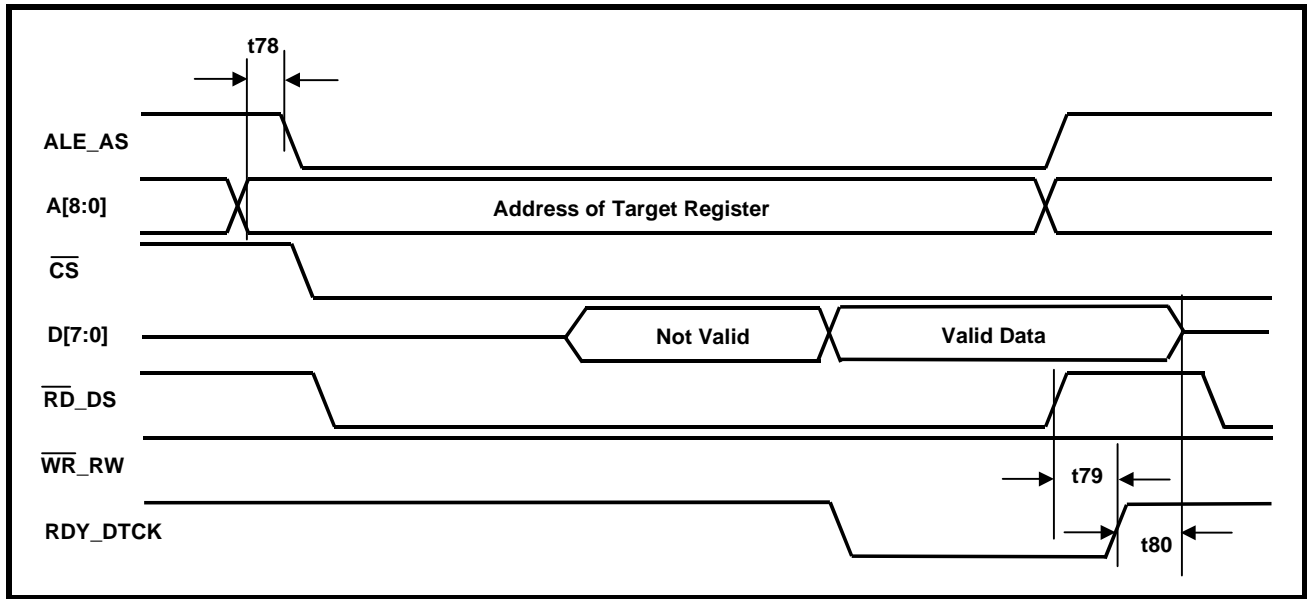 t78
ALE_AS
A[8:0]
Address of Target Register
CS
D[7:0]
Not Valid
Valid Data
RD_DS
WR_RW
t79
RDY_DTCK
t80